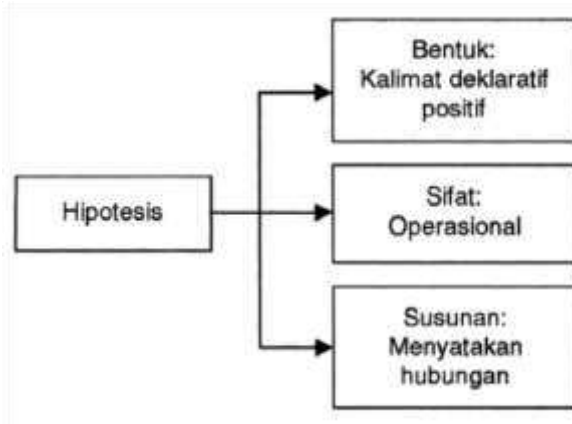 Bentuk:
Kalimat deklaratif
positif
Hipotesis
Sifat:
Operasional
Susunan:
Menyatakan
hubungan